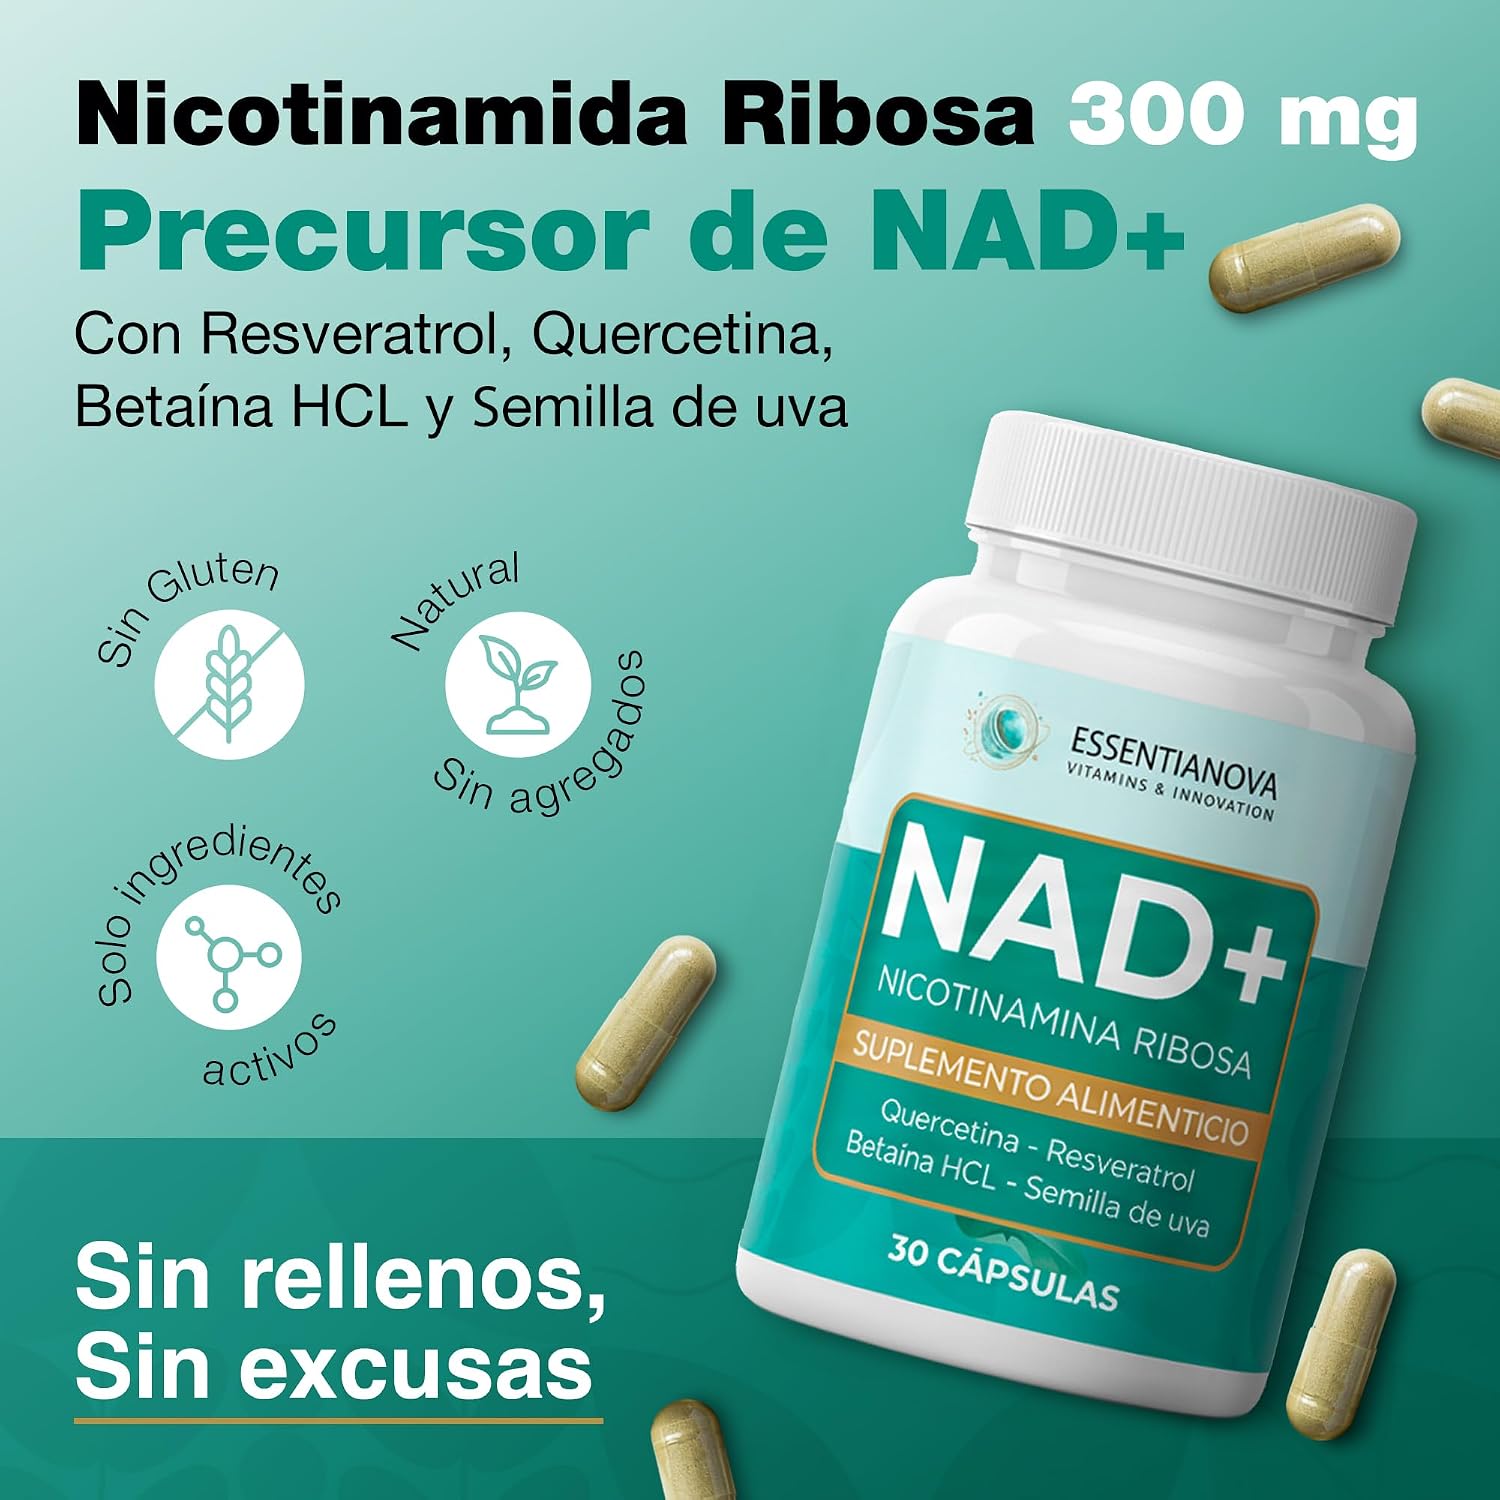 Nicotinamida Ribosa 300 mg
Precursor de NAD+
Con Resveratrol, Quercetina,
Betaína HCL y Semilla de uva
Sin Gluten
Natural
Sin agregados
Solo ingredientes
activos
ESSENTIANOVA
VITAMINS & INNOVATION
NAD+
NICOTINAMINA RIBOSA
SUPLEMENTO ALIMENTICIO
Quercetina - Resveratrol
Betaína HCL - Semilla de uva
30 CÁPSULAS
Sin rellenos,
Sin excusas